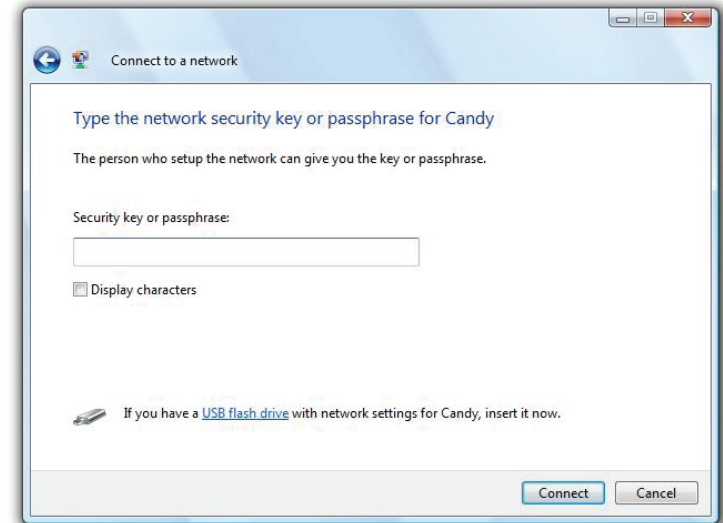 Connect to a network
Type the network security key or passphrase for Candy
The person who setup the network can give you the key or passphrase.
Security key or passphrase:
Display characters
If you have a USB flash drive with network settings for Candy, insert it now.
Connect Cancel